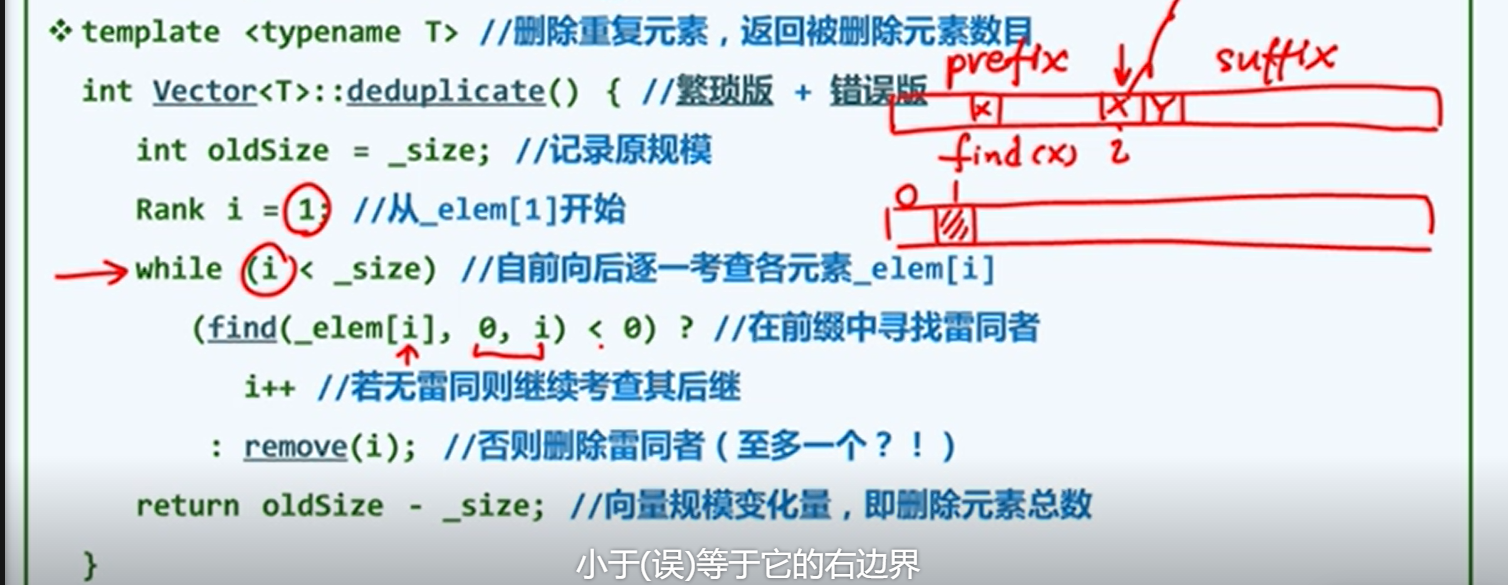 ❖ template <typename T> //删除重复元素，返回被删除元素数目
int Vector<T>::deduplicate() { //繁琐版 + 错误版
int oldSize = _size; //记录原规模
Rank i = 1; //从_elem[1]开始
while (i < _size) //自前向后逐一考查各元素_elem[i]
(find(_elem[i], 0, i) < 0) ? //在前缀中寻找雷同者
i++ //若无雷同则继续考查其后继
: remove(i); //否则删除雷同者（至多一个？！）
return oldSize - _size; //向量规模变化量，即删除元素总数
}
prefix suffix
x X Y
find(x) i
0 1
小于(误)等于它的右边界